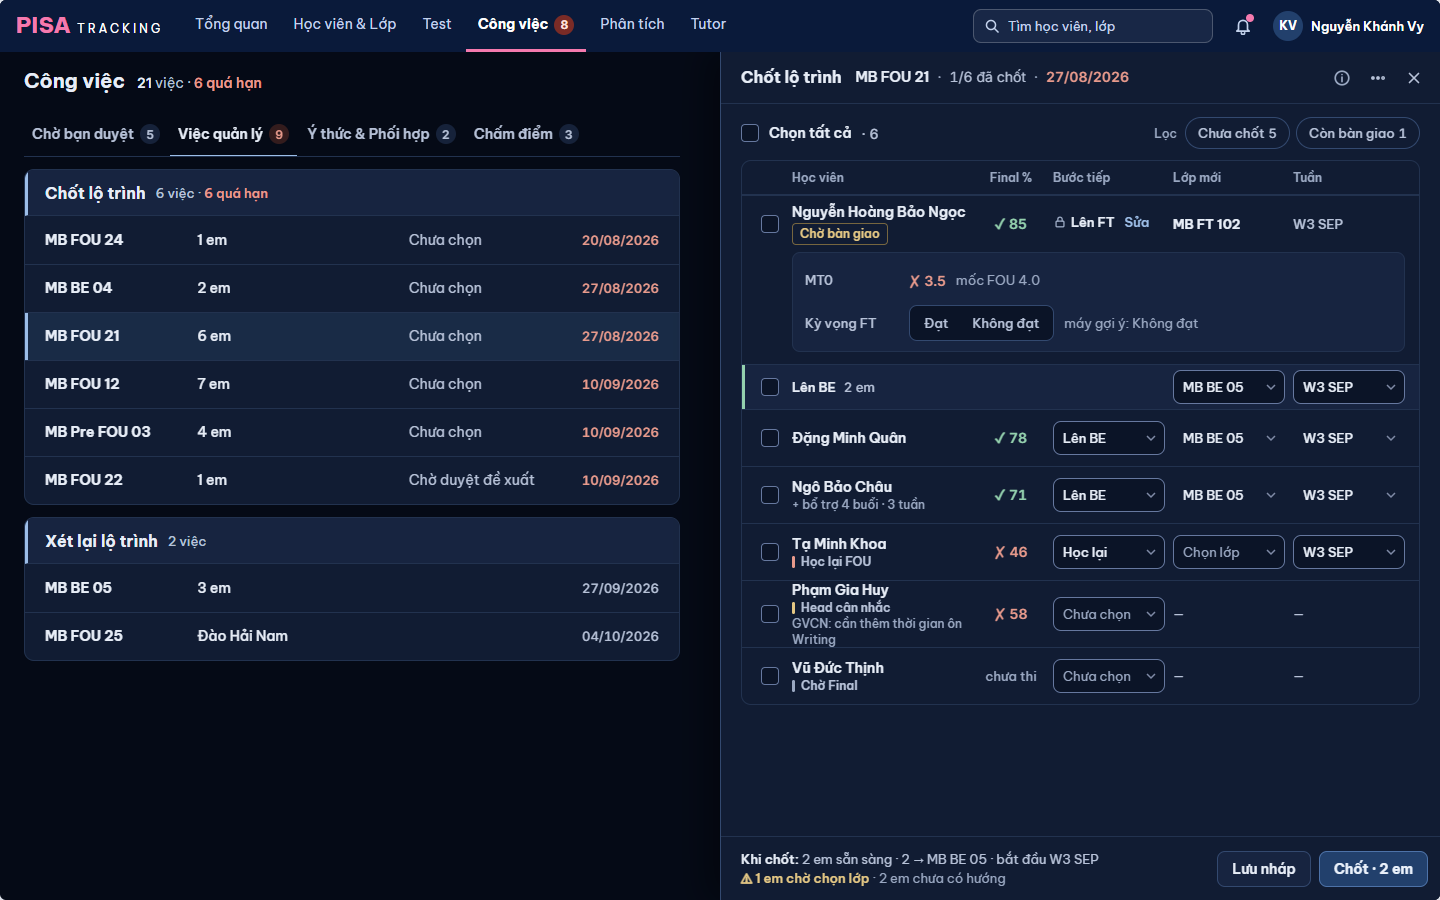 PISA TRACKING
Tổng quan
Học viên & Lớp
Test
Công việc 8
Phân tích
Tutor
Tìm học viên, lớp
KV
Nguyễn Khánh Vy
Công việc 21 việc · 6 quá hạn
Chờ bạn duyệt 5
Việc quản lý 9
Ý thức & Phối hợp 2
Chấm điểm 3
Chốt lộ trình 6 việc · 6 quá hạn
MB FOU 24 1 em Chưa chọn 20/08/2026
MB BE 04 2 em Chưa chọn 27/08/2026
MB FOU 21 6 em Chưa chọn 27/08/2026
MB FOU 12 7 em Chưa chọn 10/09/2026
MB Pre FOU 03 4 em Chưa chọn 10/09/2026
MB FOU 22 1 em Chờ duyệt đề xuất 10/09/2026
Xét lại lộ trình 2 việc
MB BE 05 3 em 27/09/2026
MB FOU 25 Đào Hải Nam 04/10/2026
Chốt lộ trình MB FOU 21 · 1/6 đã chốt · 27/08/2026
Chọn tất cả · 6
Lọc Chưa chốt 5 Còn bàn giao 1
Học viên Final % Bước tiếp Lớp mới Tuần
Nguyễn Hoàng Bảo Ngọc ✓ 85 Lên FT Sửa MB FT 102 W3 SEP
Chờ bàn giao
MT0 ✗ 3.5 mốc FOU 4.0
Kỳ vọng FT Đạt Không đạt máy gợi ý: Không đạt
Lên BE 2 em MB BE 05 W3 SEP
Đặng Minh Quân ✓ 78 Lên BE MB BE 05 W3 SEP
Ngô Bảo Châu ✓ 71 Lên BE MB BE 05 W3 SEP
+ bổ trợ 4 buổi · 3 tuần
Tạ Minh Khoa ✗ 46 Học lại Chọn lớp W3 SEP
Học lại FOU
Phạm Gia Huy ✗ 58 Chưa chọn – –
Head cân nhắc
GVCN: cần thêm thời gian ôn
Writing
Vũ Đức Thịnh chưa thi Chưa chọn – –
Chờ Final
Khi chốt: 2 em sẵn sàng · 2 → MB BE 05 · bắt đầu W3 SEP
⚠ 1 em chờ chọn lớp · 2 em chưa có hướng
Lưu nháp
Chốt · 2 em